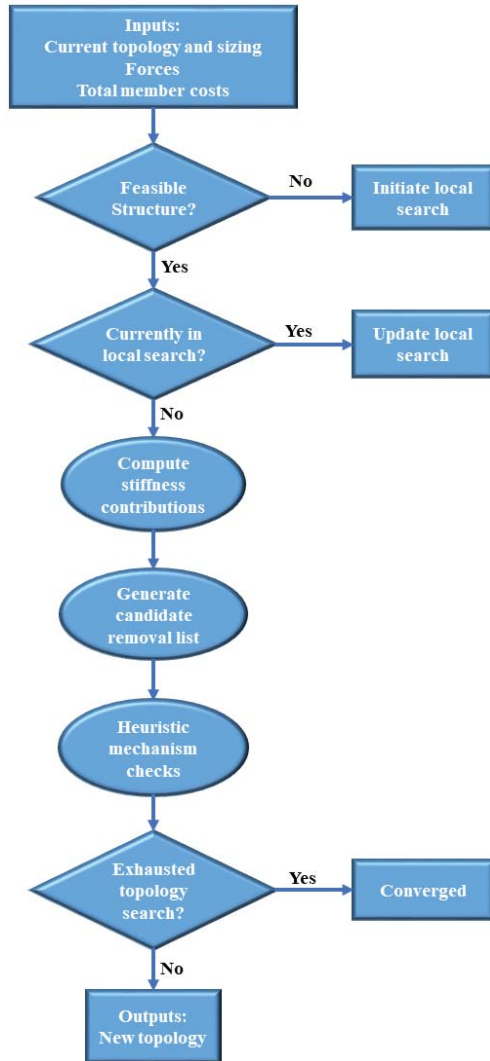 Inputs:
Current topology and sizing
Forces
Total member costs
Feasible
Structure?
No
Initiate local
search
Yes
Currently in
local search?
Yes
Update local
search
No
Compute
stiffness
contributions
Generate
candidate
removal list
Heuristic
mechanism
checks
Exhausted
topology
search?
Yes
Converged
No
Outputs:
New topology